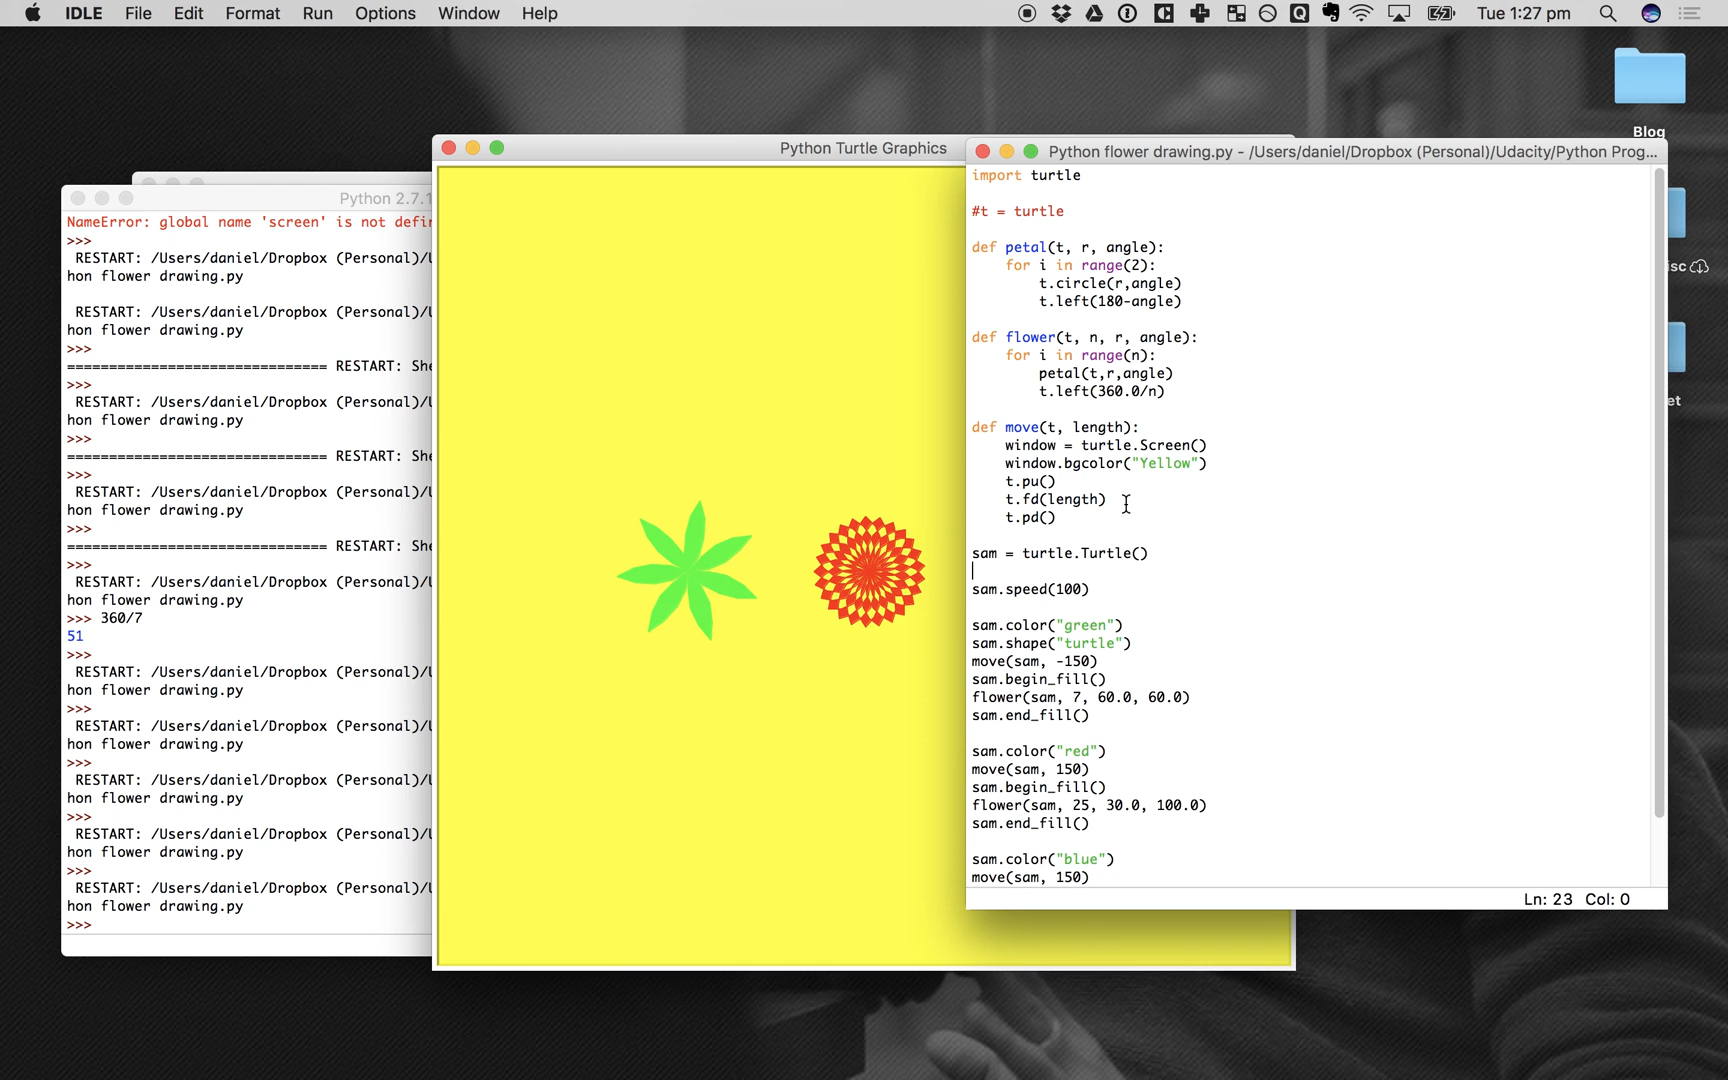 IDLE File Edit Format Run Options Window Help Tue 1:27 pm
Blog
isc
et
Python 2.7.1
NameError: global name 'screen' is not defin
>>>
RESTART: /Users/daniel/Dropbox (Personal)/U
hon flower drawing.py
RESTART: /Users/daniel/Dropbox (Personal)/U
hon flower drawing.py
>>>
============================== RESTART: She
>>>
RESTART: /Users/daniel/Dropbox (Personal)/U
hon flower drawing.py
>>>
============================== RESTART: She
>>>
RESTART: /Users/daniel/Dropbox (Personal)/U
hon flower drawing.py
>>>
============================== RESTART: She
>>>
RESTART: /Users/daniel/Dropbox (Personal)/U
hon flower drawing.py
>>> 360/7
51
>>>
RESTART: /Users/daniel/Dropbox (Personal)/U
hon flower drawing.py
>>>
RESTART: /Users/daniel/Dropbox (Personal)/U
hon flower drawing.py
>>>
RESTART: /Users/daniel/Dropbox (Personal)/U
hon flower drawing.py
>>>
RESTART: /Users/daniel/Dropbox (Personal)/U
hon flower drawing.py
>>>
RESTART: /Users/daniel/Dropbox (Personal)/U
hon flower drawing.py
>>>
Python Turtle Graphics
Python flower drawing.py - /Users/daniel/Dropbox (Personal)/Udacity/Python Prog...
import turtle
#t = turtle
def petal(t, r, angle):
    for i in range(2):
        t.circle(r,angle)
        t.left(180-angle)
def flower(t, n, r, angle):
    for i in range(n):
        petal(t,r,angle)
        t.left(360.0/n)
def move(t, length):
    window = turtle.Screen()
    window.bgcolor("Yellow")
    t.pu()
    t.fd(length)
    t.pd()
sam = turtle.Turtle()
sam.speed(100)
sam.color("green")
sam.shape("turtle")
move(sam, -150)
sam.begin_fill()
flower(sam, 7, 60.0, 60.0)
sam.end_fill()
sam.color("red")
move(sam, 150)
sam.begin_fill()
flower(sam, 25, 30.0, 100.0)
sam.end_fill()
sam.color("blue")
move(sam, 150)
Ln: 23 Col: 0